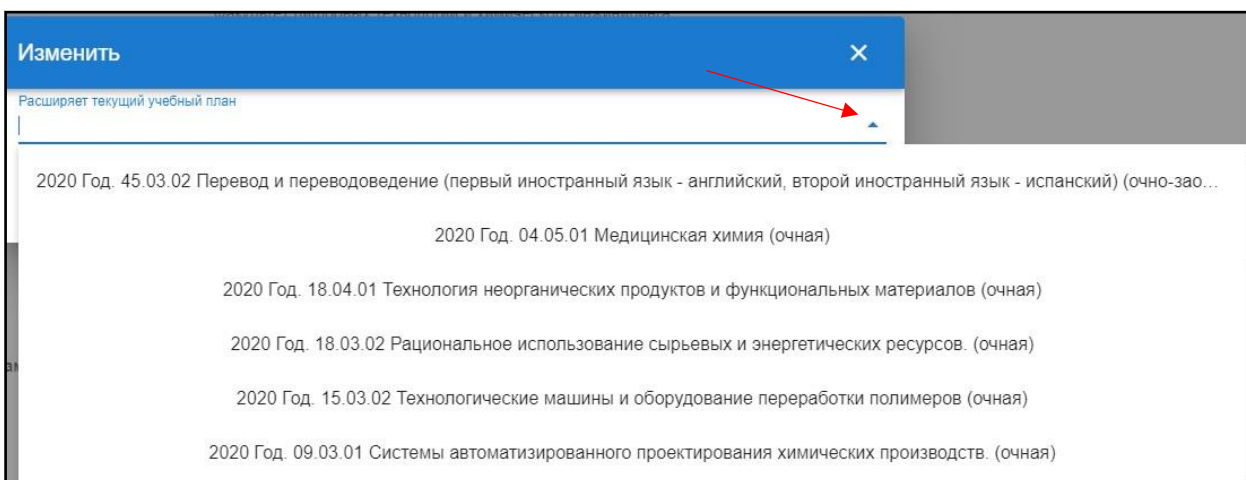 Изменить
Расширяет текущий учебный план
2020 Год. 45.03.02 Перевод и переводоведение (первый иностранный язык - английский, второй иностранный язык - испанский) (очно-зао...
2020 Год. 04.05.01 Медицинская химия (очная)
2020 Год. 18.04.01 Технология неорганических продуктов и функциональных материалов (очная)
2020 Год. 18.03.02 Рациональное использование сырьевых и энергетических ресурсов. (очная)
2020 Год. 15.03.02 Технологические машины и оборудование переработки полимеров (очная)
2020 Год. 09.03.01 Системы автоматизированного проектирования химических производств. (очная)